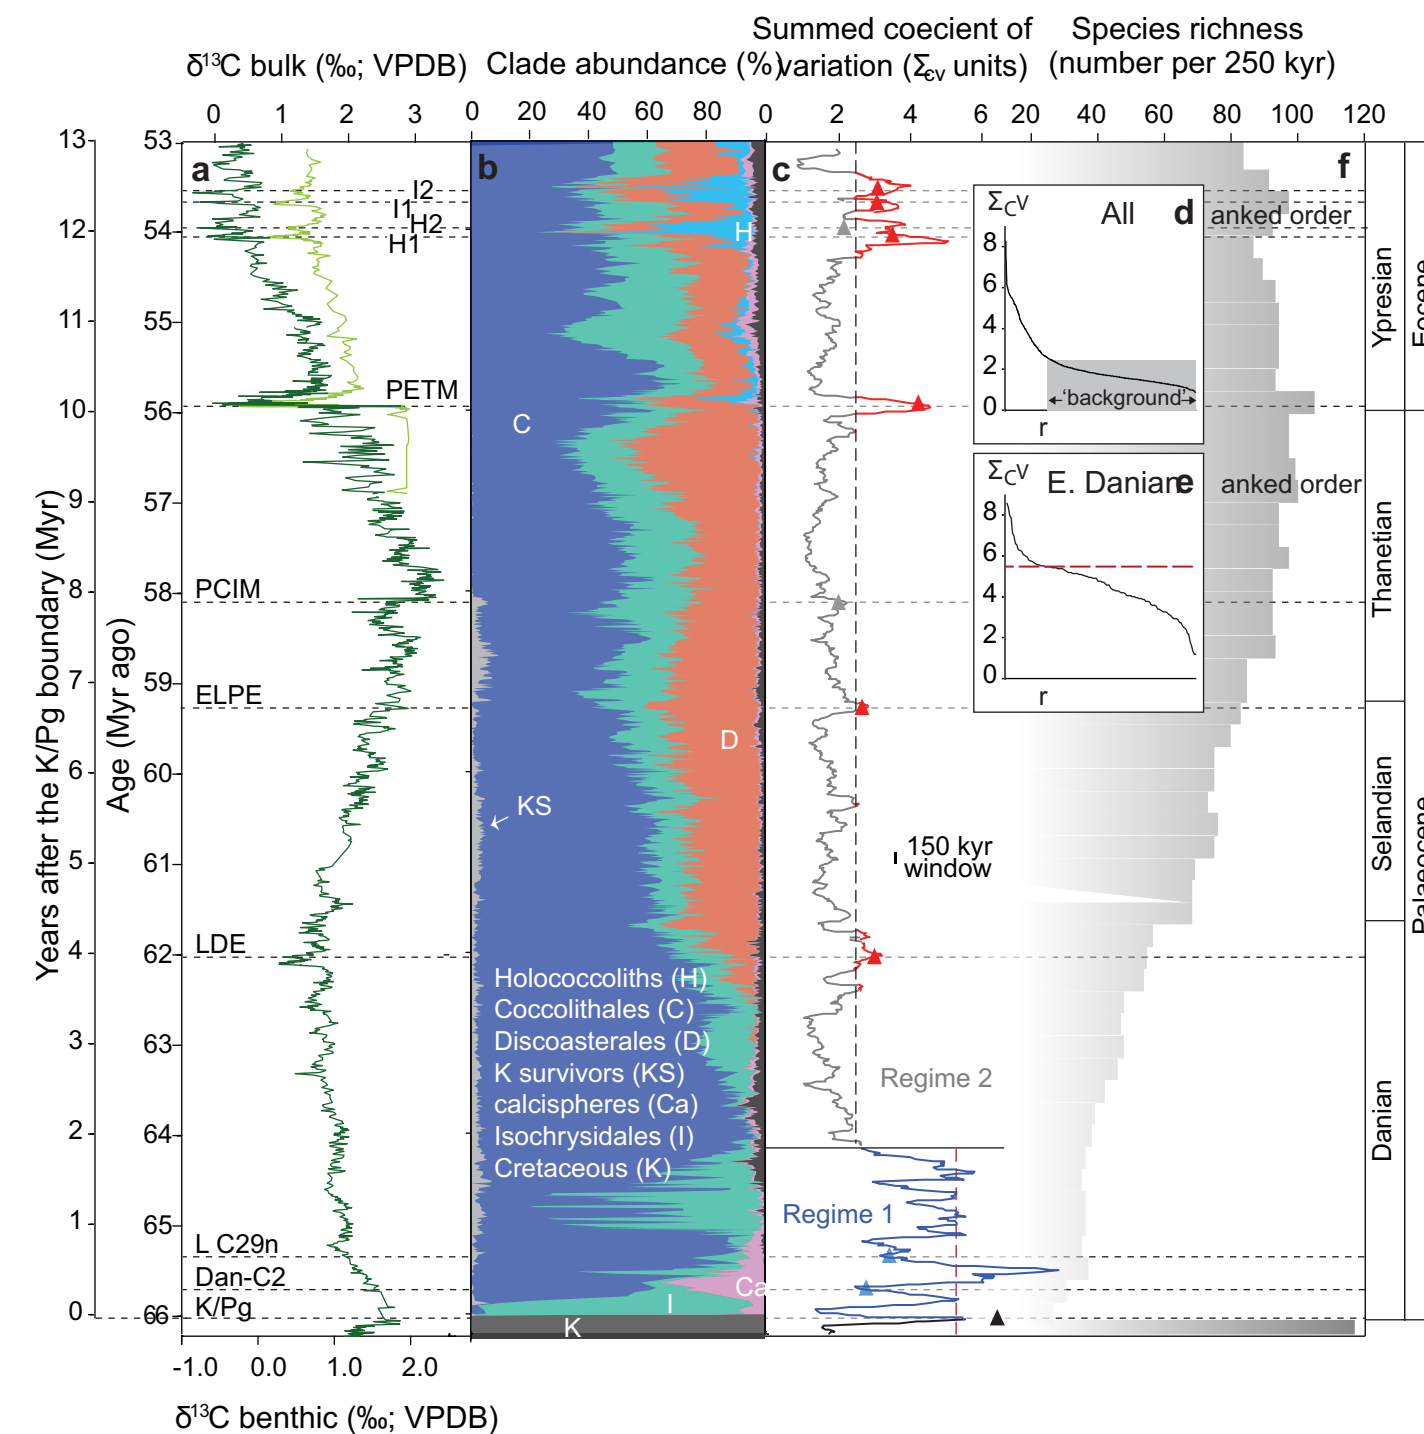 Summed coecient of
variation (Σcv units)
Species richness
(number per 250 kyr)
δ13C bulk (‰; VPDB)
Clade abundance (%)
0 1 2 3
0 20 40 60 80
0 2 4 6
20 40 60 80 100 120
a
b
c
d
e
f
Years after the K/Pg boundary (Myr)
13
12
11
10
9
8
7
6
5
4
3
2
1
0
Age (Myr ago)
53
54
55
56
57
58
59
60
61
62
63
64
65
66
I2
I1
H2
H1
PETM
PCIM
ELPE
LDE
L C29n
Dan-C2
K/Pg
H
C
D
KS
Holococcoliths (H)
Coccolithales (C)
Discoasterales (D)
K survivors (KS)
calcispheres (Ca)
Isochrysidales (I)
Cretaceous (K)
Ca
I
K
ΣCV
All
8
6
4
2
0
'background'
r
anked order
ΣCV
E. Danian
8
6
4
2
0
r
anked order
150 kyr
window
Regime 2
Regime 1
Ypresian
Thanetian
Selandian
Danian
Eocene
Palaeocene
-1.0 0.0 1.0 2.0
δ13C benthic (‰; VPDB)